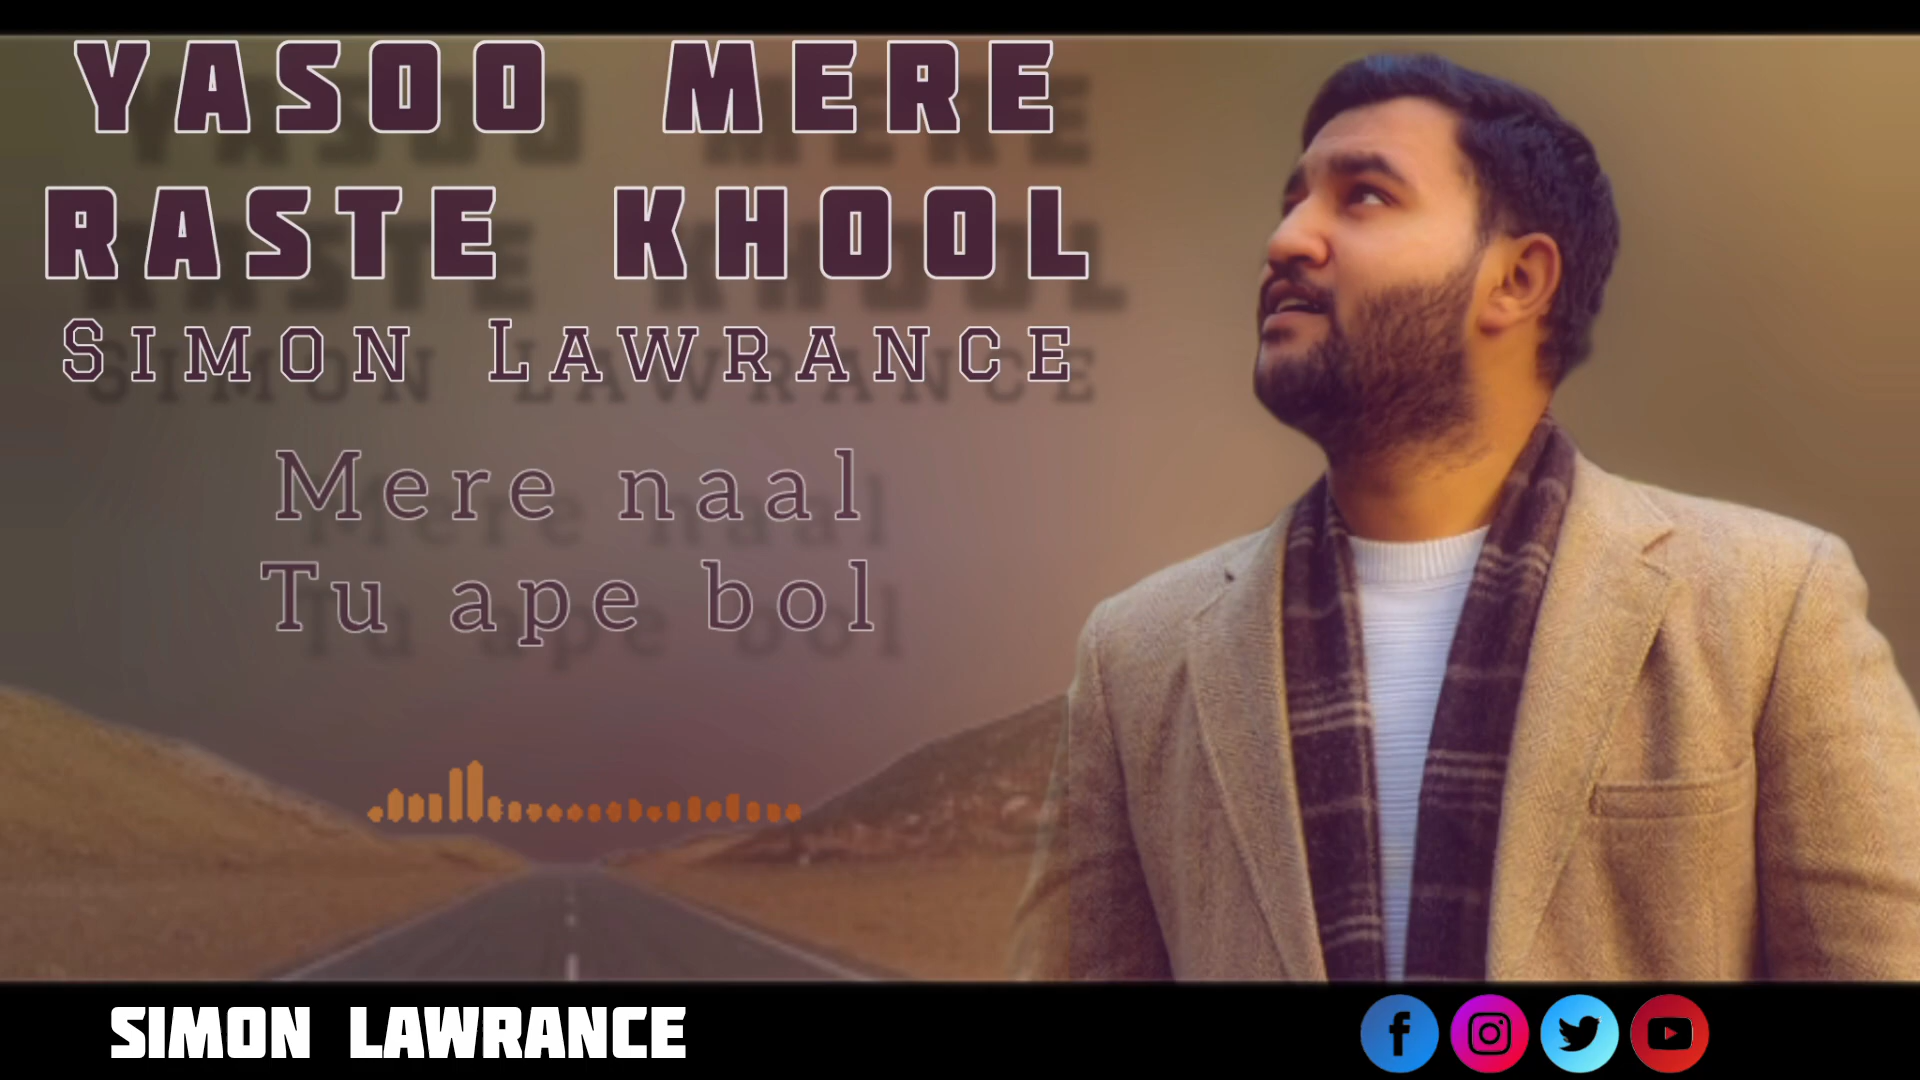 YASOO MERE
RASTE KHOOL
SIMON LAWRANCE
Mere naal
Tu ape bol
SIMON LAWRANCE